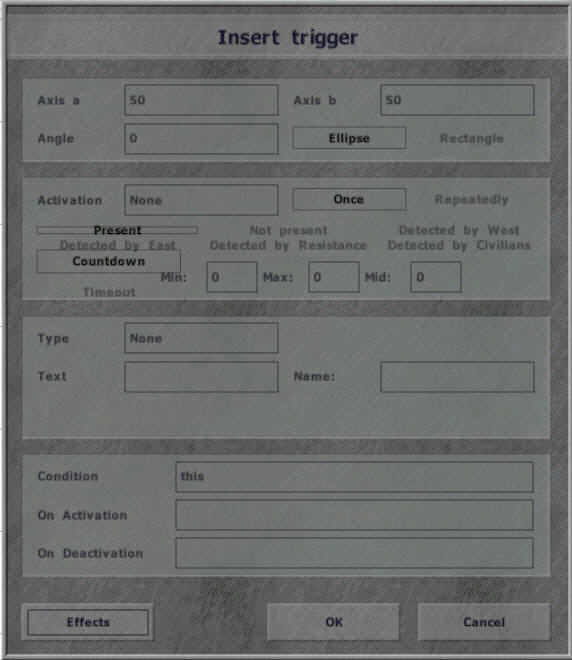 Insert trigger
Axis a 50 Axis b 50
Angle 0 Ellipse Rectangle
Activation None Once Repeatedly
Present Not present Detected by West
Detected by East Detected by Resistance Detected by Civilians
Countdown
Min: 0 Max: 0 Mid: 0
Timeout
Type None
Text Name:
Condition this
On Activation
On Deactivation
Effects OK Cancel